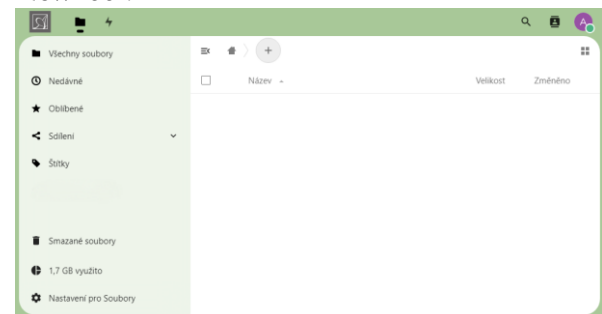 A
Všechny soubory
Nedávné
Název
Velikost
Změněno
Oblíbené
Sdílení
Štítky
Smazané soubory
1,7 GB využito
Nastavení pro Soubory